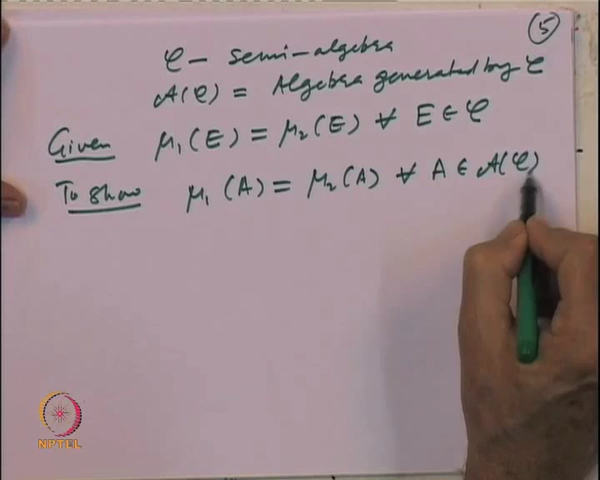 5
𝒞 - semi-algebra
𝒜(𝒞) = Algebra generated by 𝒞
Given μ₁(E) = μ₂(E) ∀ E ∈ 𝒞
To show μ₁(A) = μ₂(A) ∀ A ∈ 𝒜(𝒞)
NPTEL